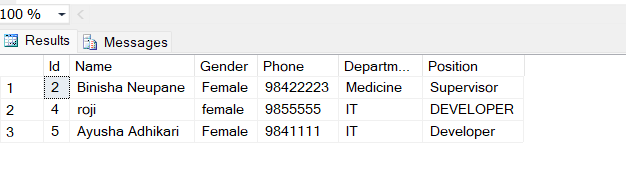 100 %
Results Messages
Id Name Gender Phone Departm... Position
1 2 Binisha Neupane Female 98422223 Medicine Supervisor
2 4 roji female 9855555 IT DEVELOPER
3 5 Ayusha Adhikari Female 9841111 IT Developer